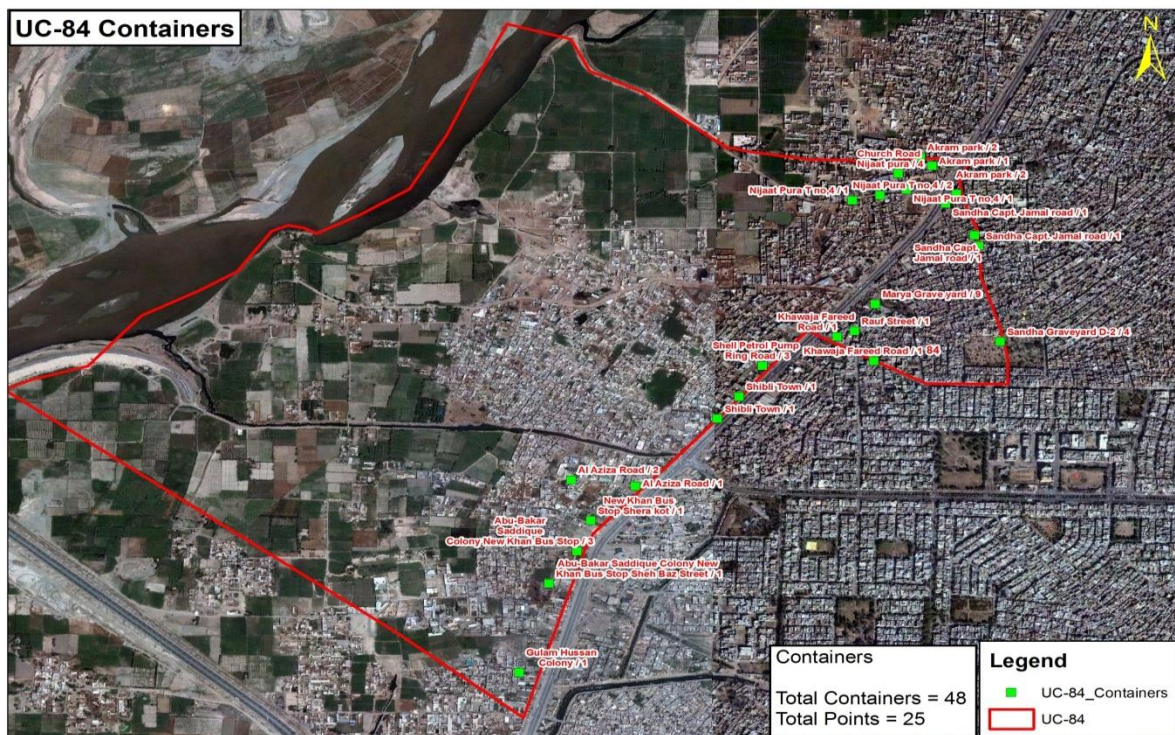 UC-84 Containers
N
Akram park / 2
Church Road
Nijaat pura / 4
Akram park / 1
Akram park / 2
Nijaat Pura T no,4 / 1
Nijaat Pura T no,4 / 2
Nijaat Pura T no,4 / 1
Sandha Capt. Jamal road / 1
Sandha Capt. Jamal road / 1
Sandha Capt.
Jamal road / 1
Marya Grave yard / 9
Khawaja Fareed
Road / 1
Rauf Street / 1
Sandha Graveyard D-2 / 4
Shell Petrol Pump
Ring Road / 3
Khawaja Fareed Road / 1
84
Shibli Town / 1
Shibli Town / 1
Al Aziza Road / 2
Al Aziza Road / 1
New Khan Bus
Stop Shera kot / 1
Abu-Bakar
Saddique
Colony New Khan Bus Stop / 3
Abu-Bakar Saddique Colony New
Khan Bus Stop Sheh Baz Street / 1
Gulam Hussan
Colony / 1
Containers
Total Containers = 48
Total Points = 25
Legend
UC-84_Containers
UC-84